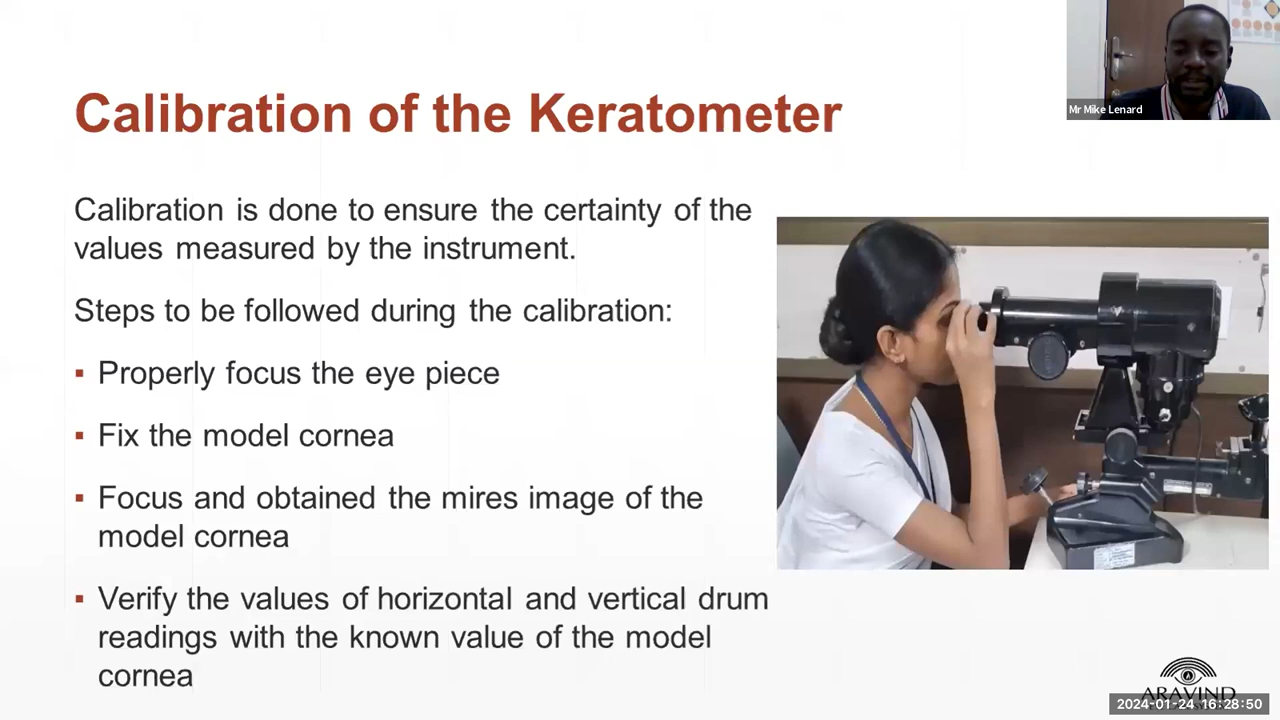 Calibration of the Keratometer
Mr Mike Lenard
Calibration is done to ensure the certainty of the
values measured by the instrument.
Steps to be followed during the calibration:
▪ Properly focus the eye piece
▪ Fix the model cornea
▪ Focus and obtained the mires image of the
model cornea
▪ Verify the values of horizontal and vertical drum
readings with the known value of the model
cornea
ARAVIND
2024-01-24 16:28:50